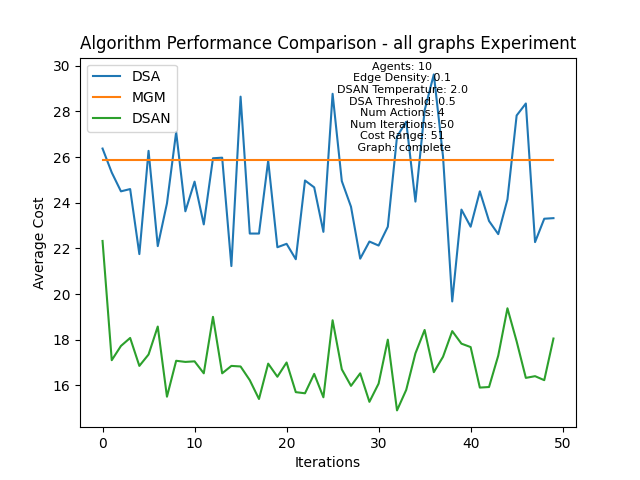 Algorithm Performance Comparison - all graphs Experiment
DSA
MGM
DSAN
Agents: 10
Edge Density: 0.1
DSAN Temperature: 2.0
DSA Threshold: 0.5
Num Actions: 4
Num Iterations: 50
Cost Range: 51
Graph: complete
Average Cost
30
28
26
24
22
20
18
16
0
10
20
30
40
50
Iterations